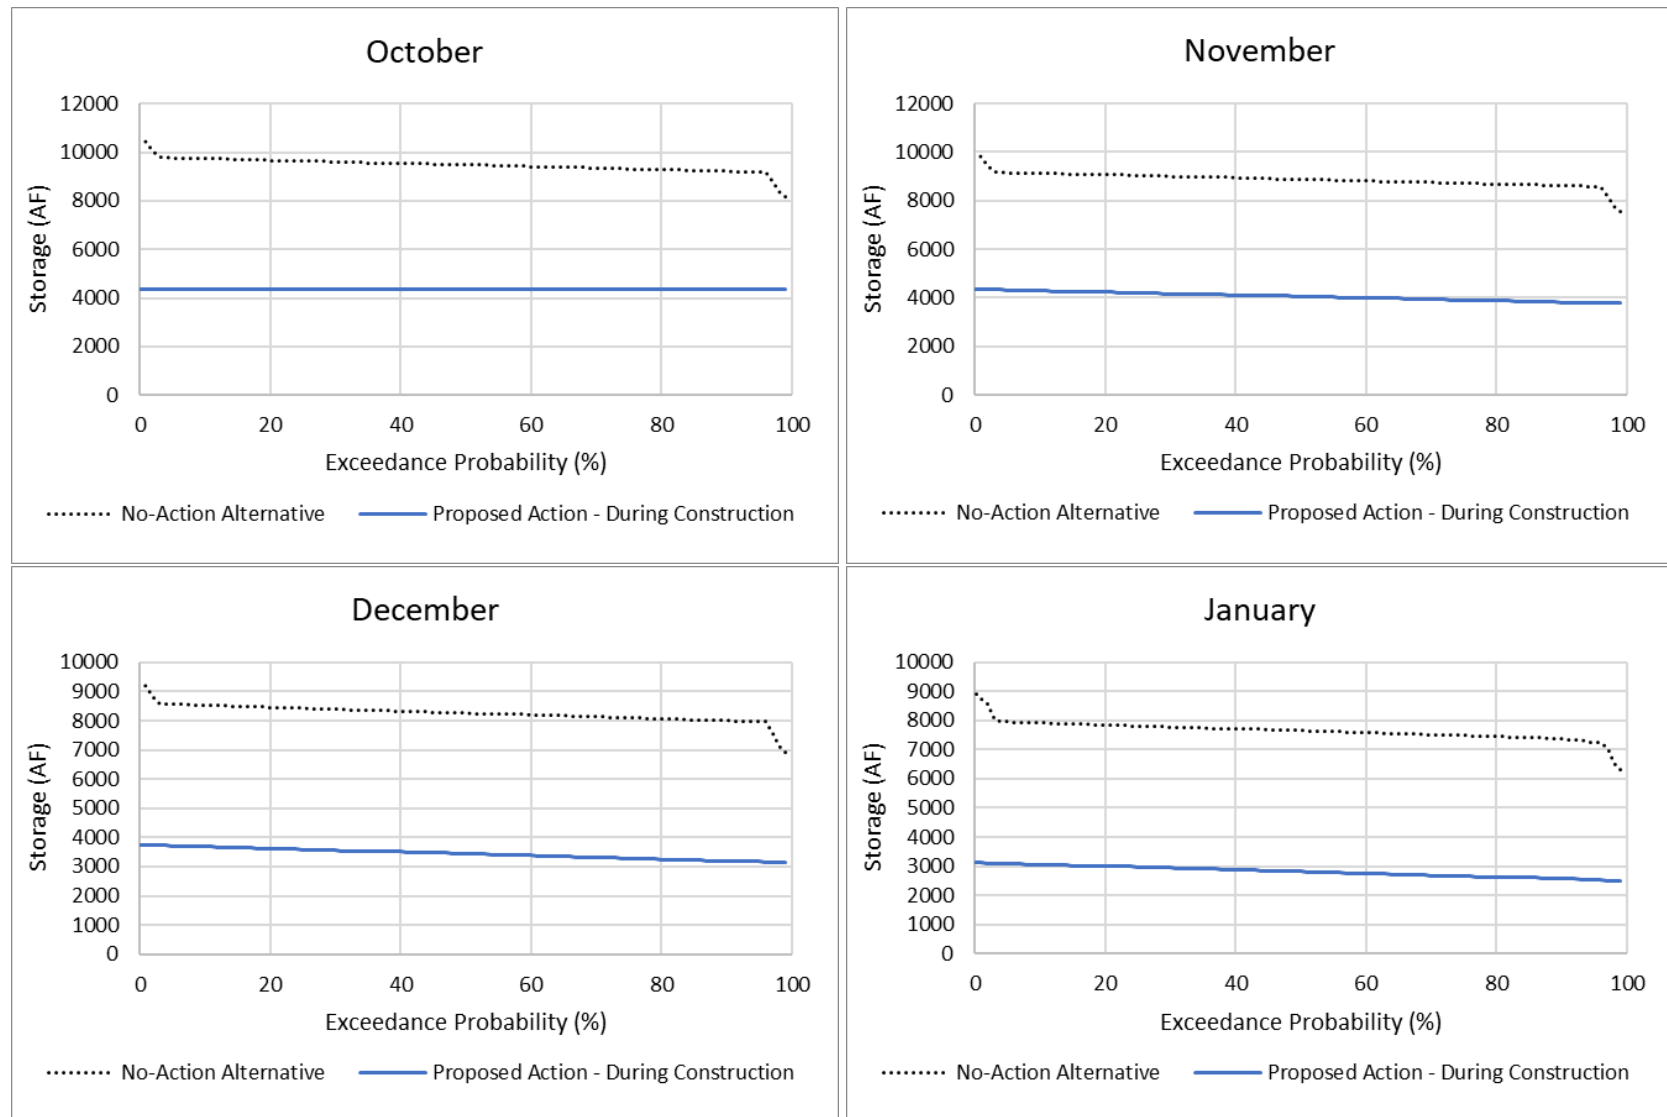 October
12000
10000
8000
6000
4000
2000
0
Storage (AF)
0 20 40 60 80 100
Exceedance Probability (%)
No-Action Alternative Proposed Action - During Construction
November
12000
10000
8000
6000
4000
2000
0
Storage (AF)
0 20 40 60 80 100
Exceedance Probability (%)
No-Action Alternative Proposed Action - During Construction
December
10000
9000
8000
7000
6000
5000
4000
3000
2000
1000
0
Storage (AF)
0 20 40 60 80 100
Exceedance Probability (%)
No-Action Alternative Proposed Action - During Construction
January
10000
9000
8000
7000
6000
5000
4000
3000
2000
1000
0
Storage (AF)
0 20 40 60 80 100
Exceedance Probability (%)
No-Action Alternative Proposed Action - During Construction